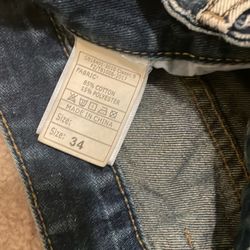 FABRIC:
85% COTTON
15% POLYESTER
MADE IN CHINA
Size:
34